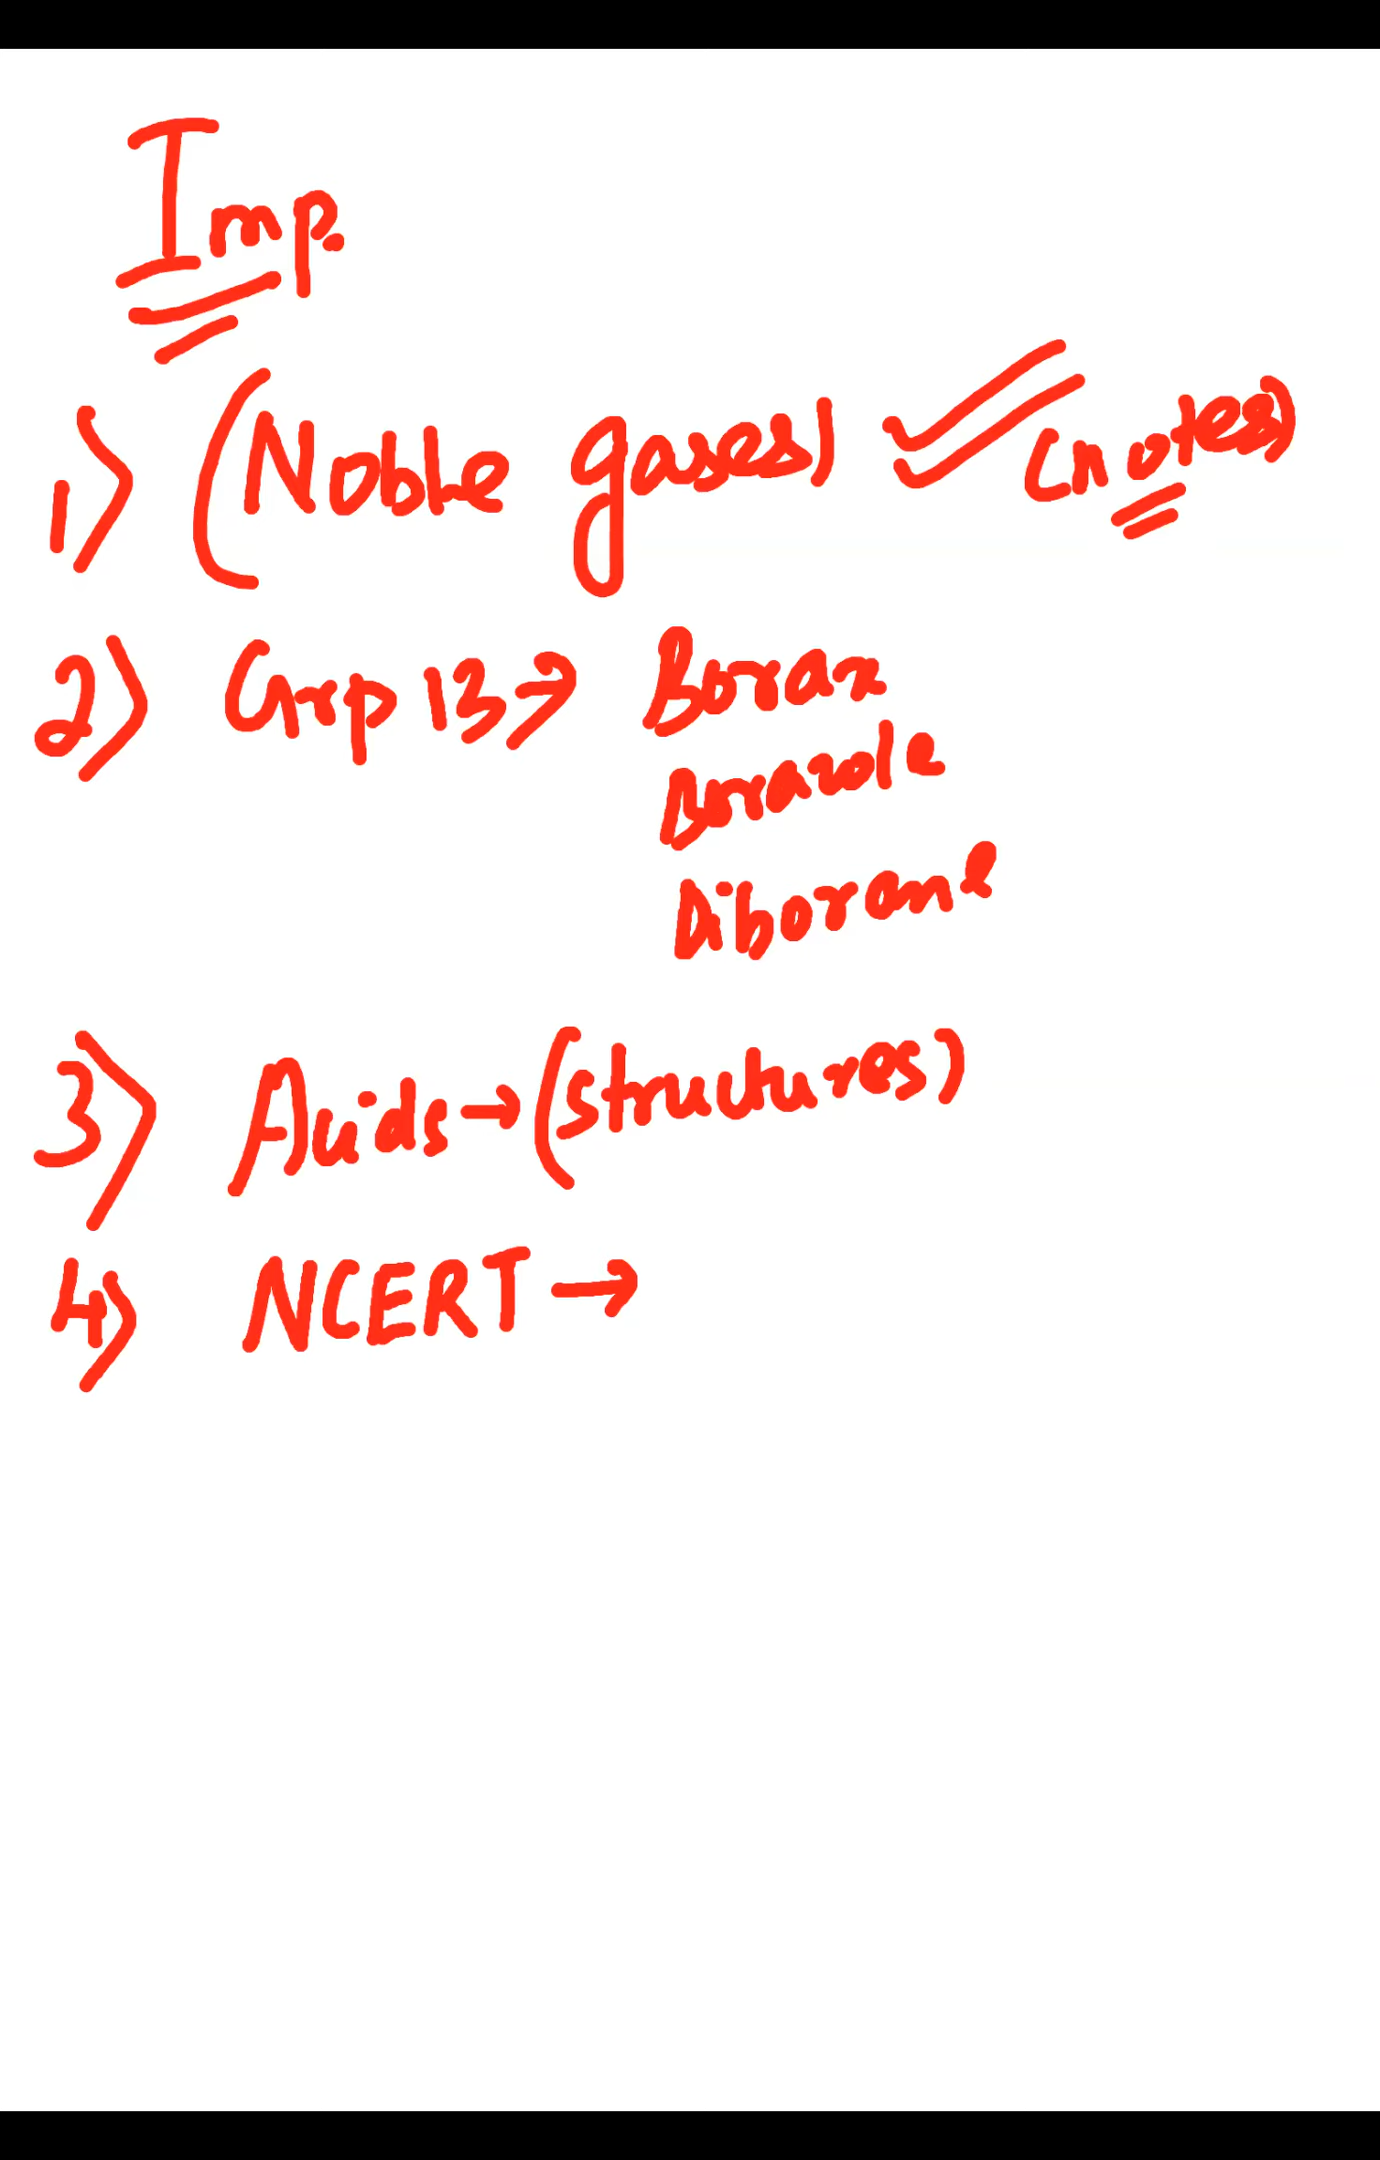 Imp.
1) (Noble gases) (notes)
2) Grp 13 → Borax
Borazole
Diborane
3) Acids → (structures)
4) NCERT →